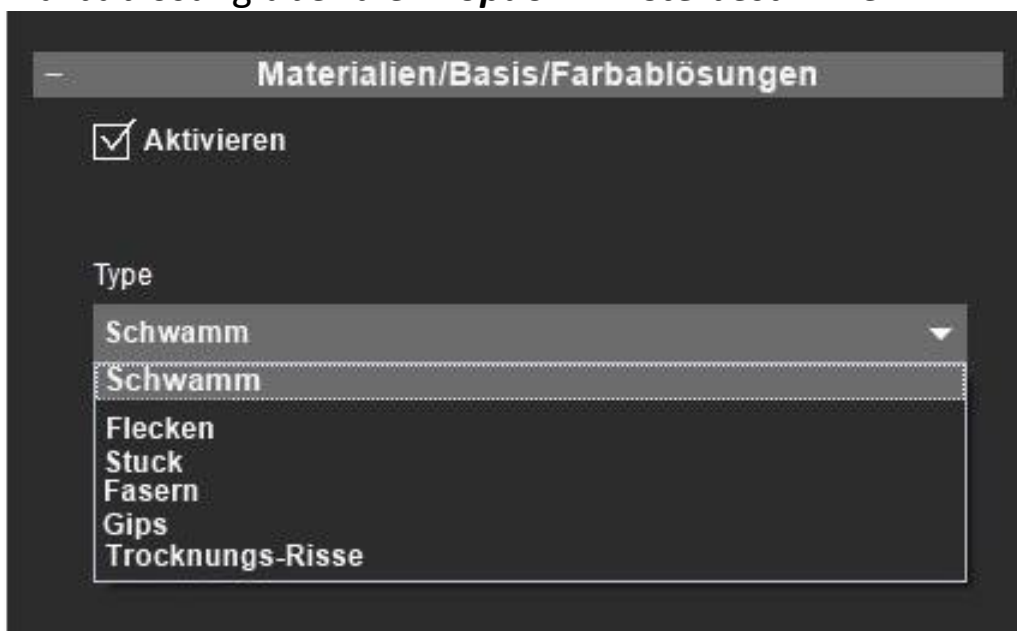 – Materialien/Basis/Farbablösungen
Aktivieren
Type
Schwamm
Schwamm
Flecken
Stuck
Fasern
Gips
Trocknungs-Risse